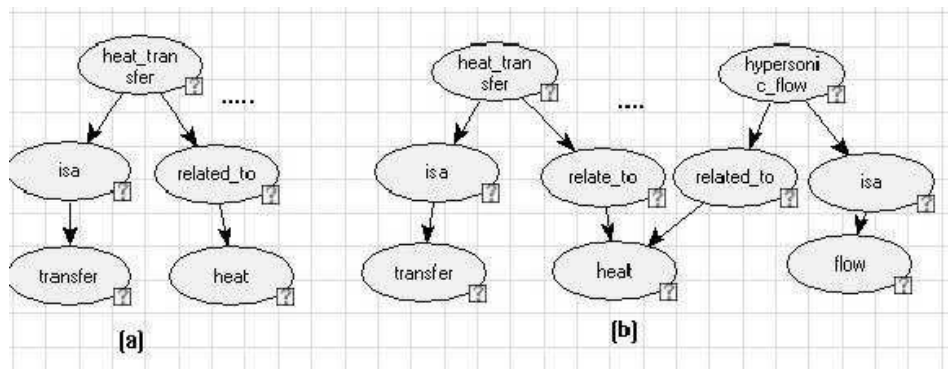 heat_tran
sfer
?
.....
isa
?
related_to
?
transfer
?
heat
?
(a)
heat_tran
sfer
?
....
hypersoni
c_flow
?
isa
?
relate_to
?
related_to
?
isa
?
transfer
?
heat
?
flow
?
(b)